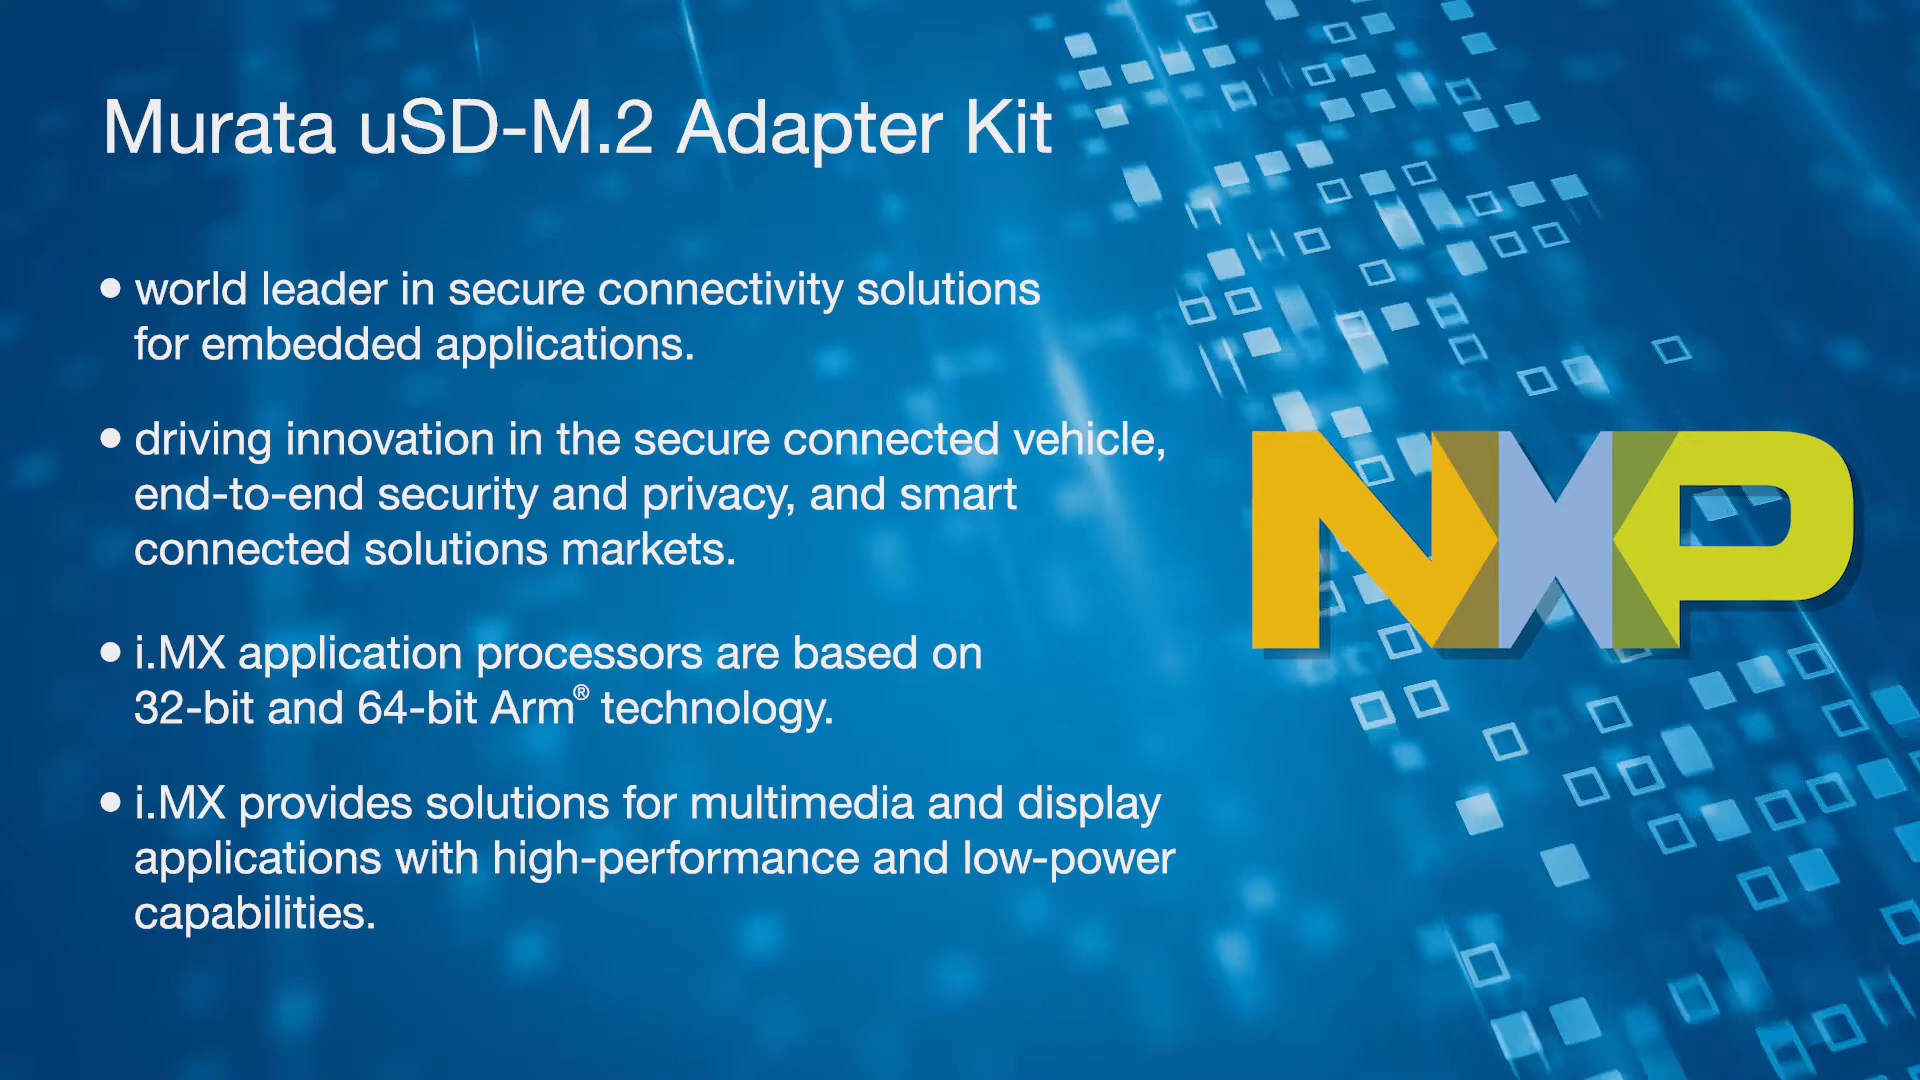 Murata uSD-M.2 Adapter Kit
• world leader in secure connectivity solutions
for embedded applications.
• driving innovation in the secure connected vehicle,
end-to-end security and privacy, and smart
connected solutions markets.
NXP
• i.MX application processors are based on
32-bit and 64-bit Arm® technology.
• i.MX provides solutions for multimedia and display
applications with high-performance and low-power
capabilities.